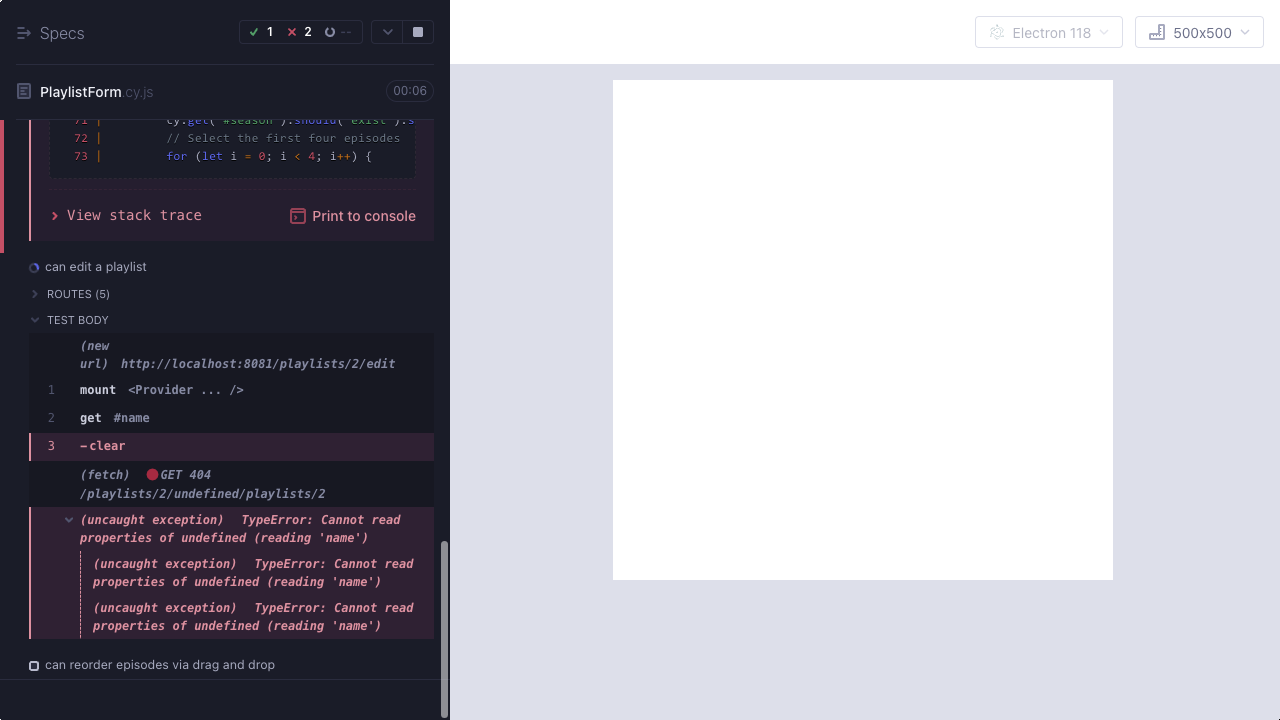 Specs
1 2 --
Electron 118
500x500
PlaylistForm.cy.js
00:06
71 | cy.get('#season').should('exist').s
72 | // Select the first four episodes
73 | for (let i = 0; i < 4; i++) {
View stack trace
Print to console
can edit a playlist
ROUTES (5)
TEST BODY
(new
url) http://localhost:8081/playlists/2/edit
1 mount <Provider ... />
2 get #name
3 -clear
(fetch) GET 404
/playlists/2/undefined/playlists/2
(uncaught exception) TypeError: Cannot read
properties of undefined (reading 'name')
(uncaught exception) TypeError: Cannot read
properties of undefined (reading 'name')
(uncaught exception) TypeError: Cannot read
properties of undefined (reading 'name')
can reorder episodes via drag and drop